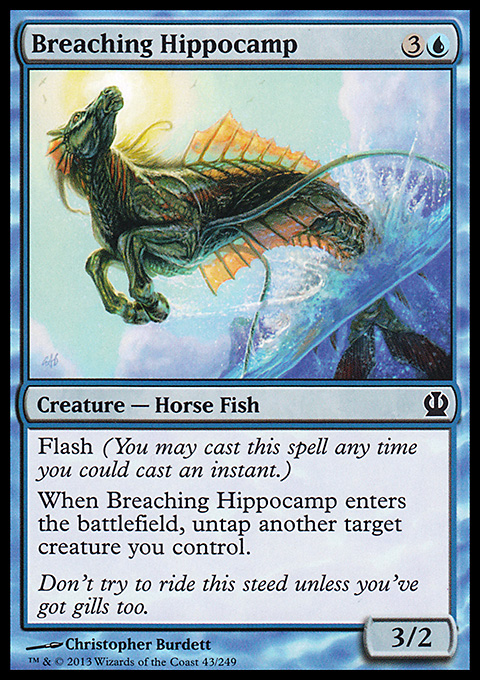 Breaching Hippocamp 3
Creature — Horse Fish
Flash (You may cast this spell any time
you could cast an instant.)
When Breaching Hippocamp enters
the battlefield, untap another target
creature you control.
Don't try to ride this steed unless you've
got gills too.
3/2
Christopher Burdett
™ & © 2013 Wizards of the Coast 43/249